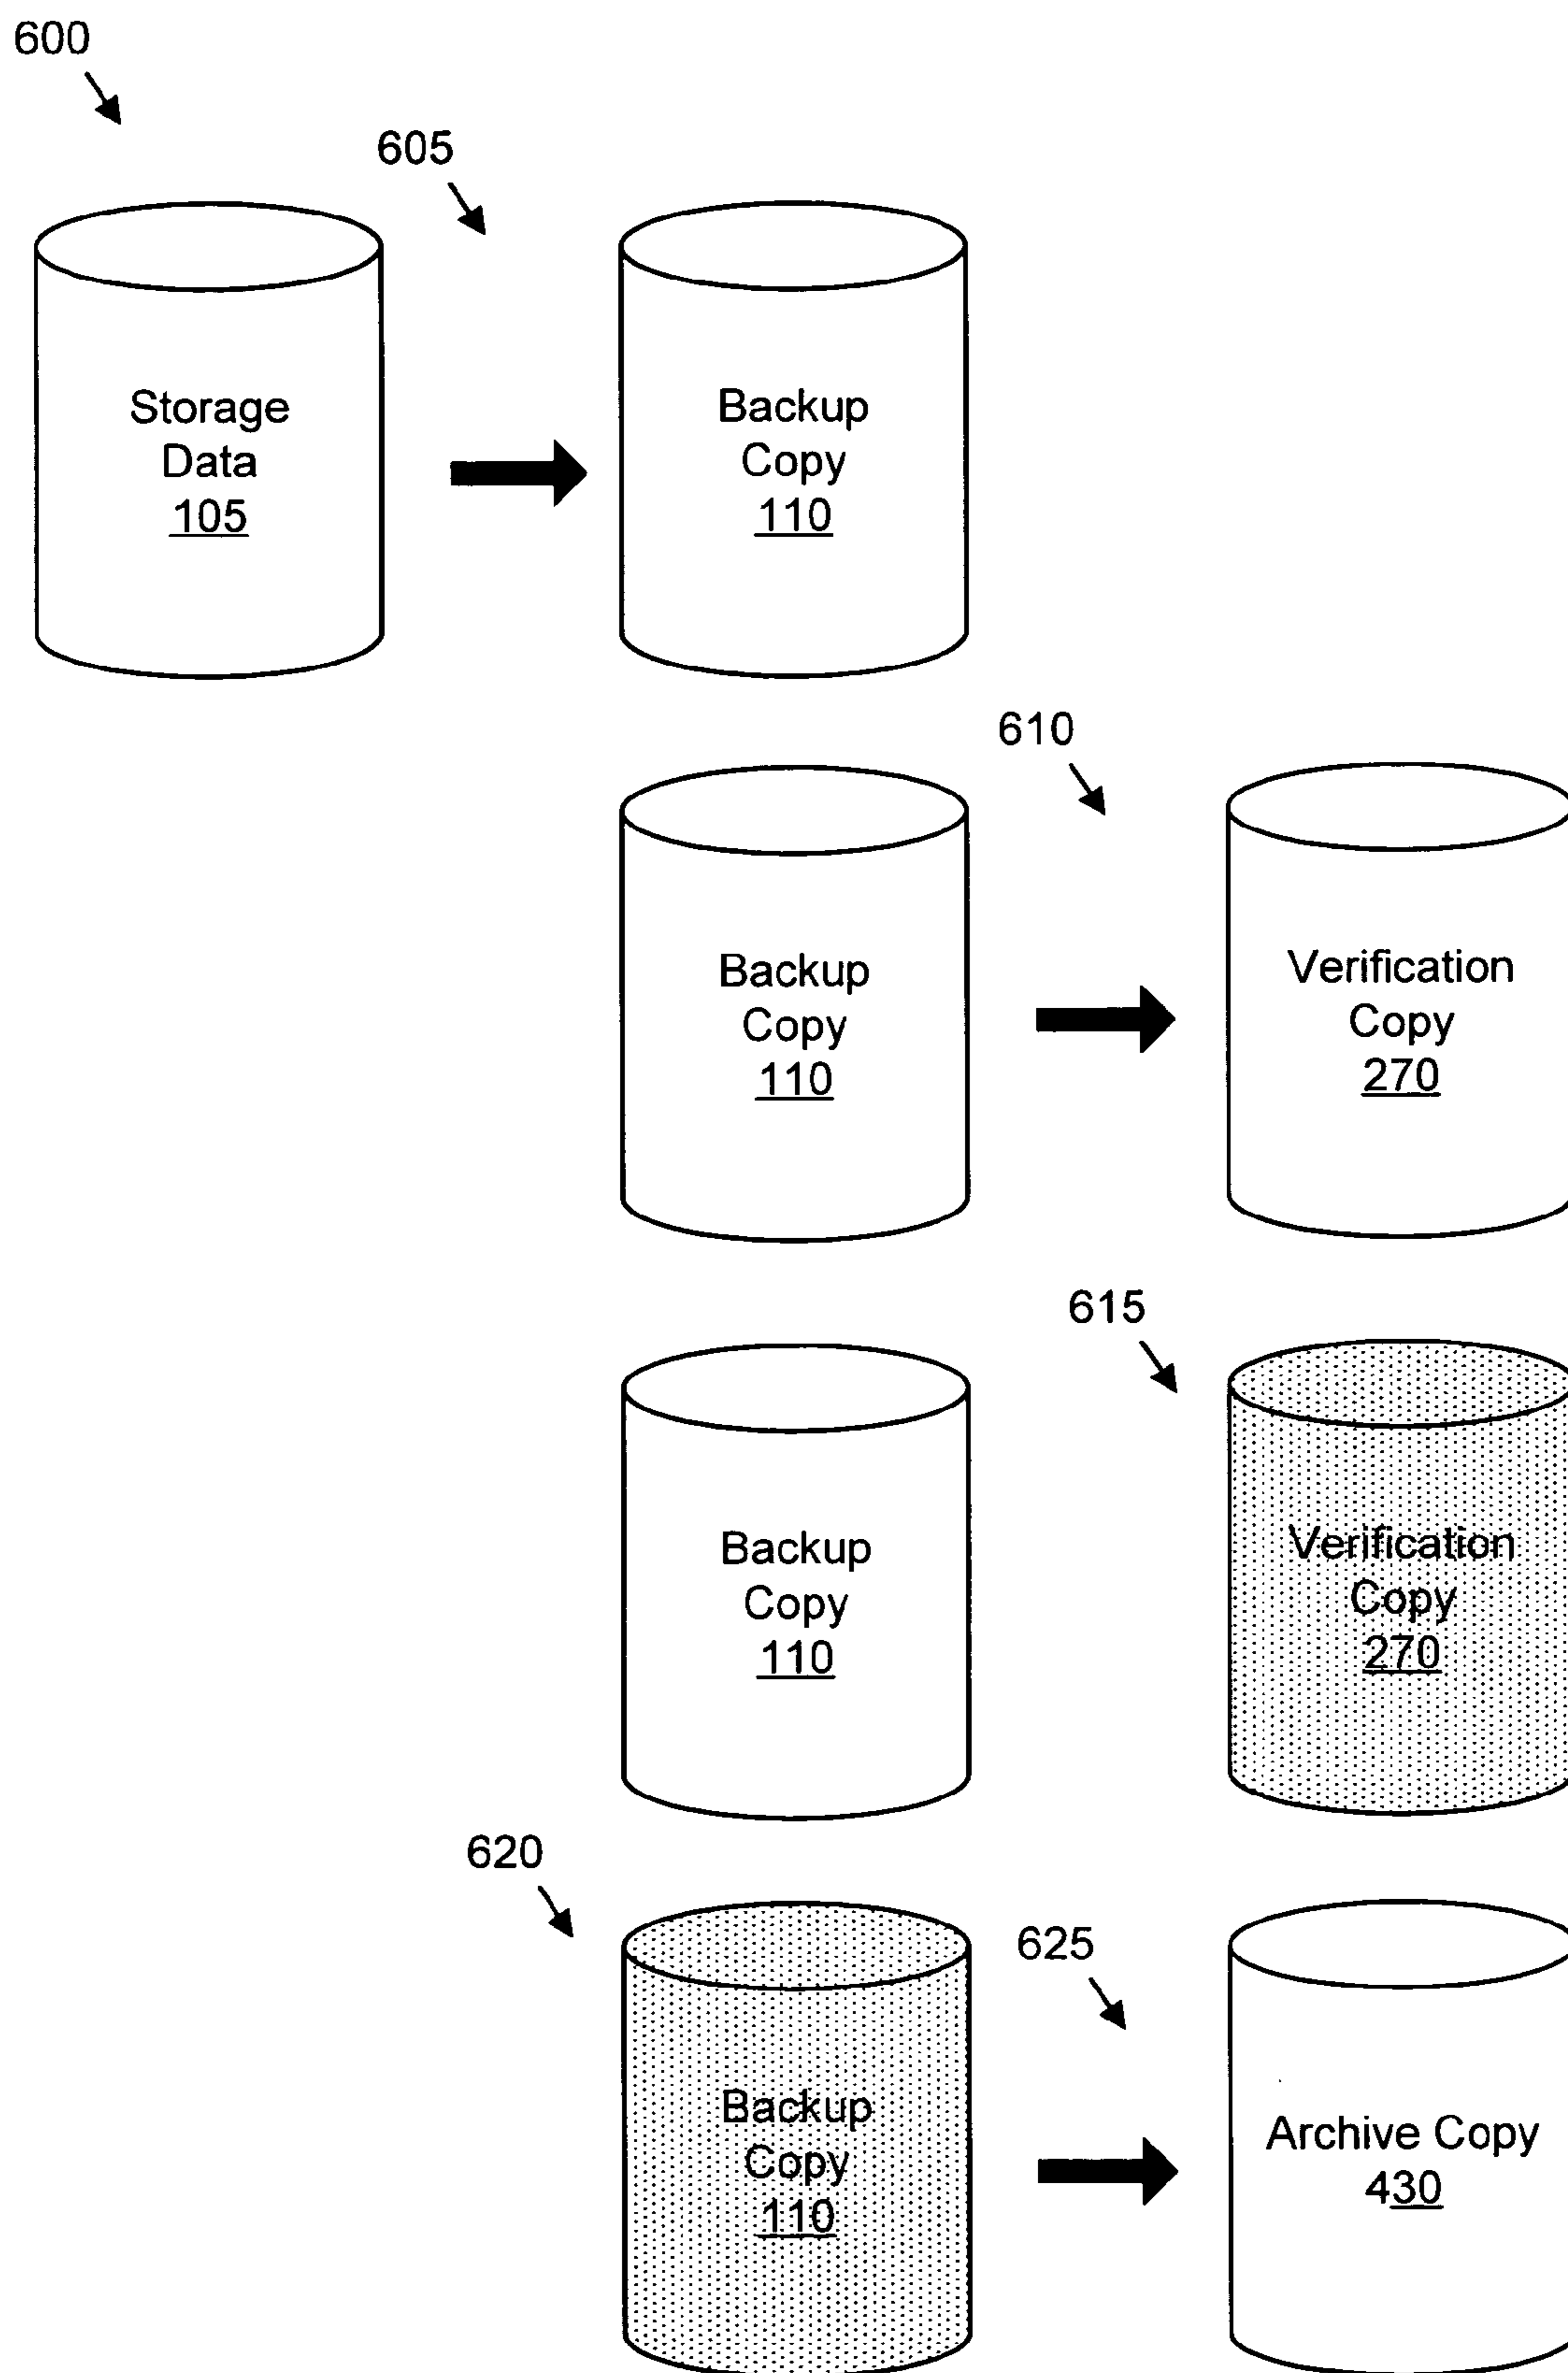 600
605
Storage
Data
105
Backup
Copy
110
610
Backup
Copy
110
Verification
Copy
270
615
Backup
Copy
110
Verification
Copy
270
620
Backup
Copy
110
625
Archive Copy
430